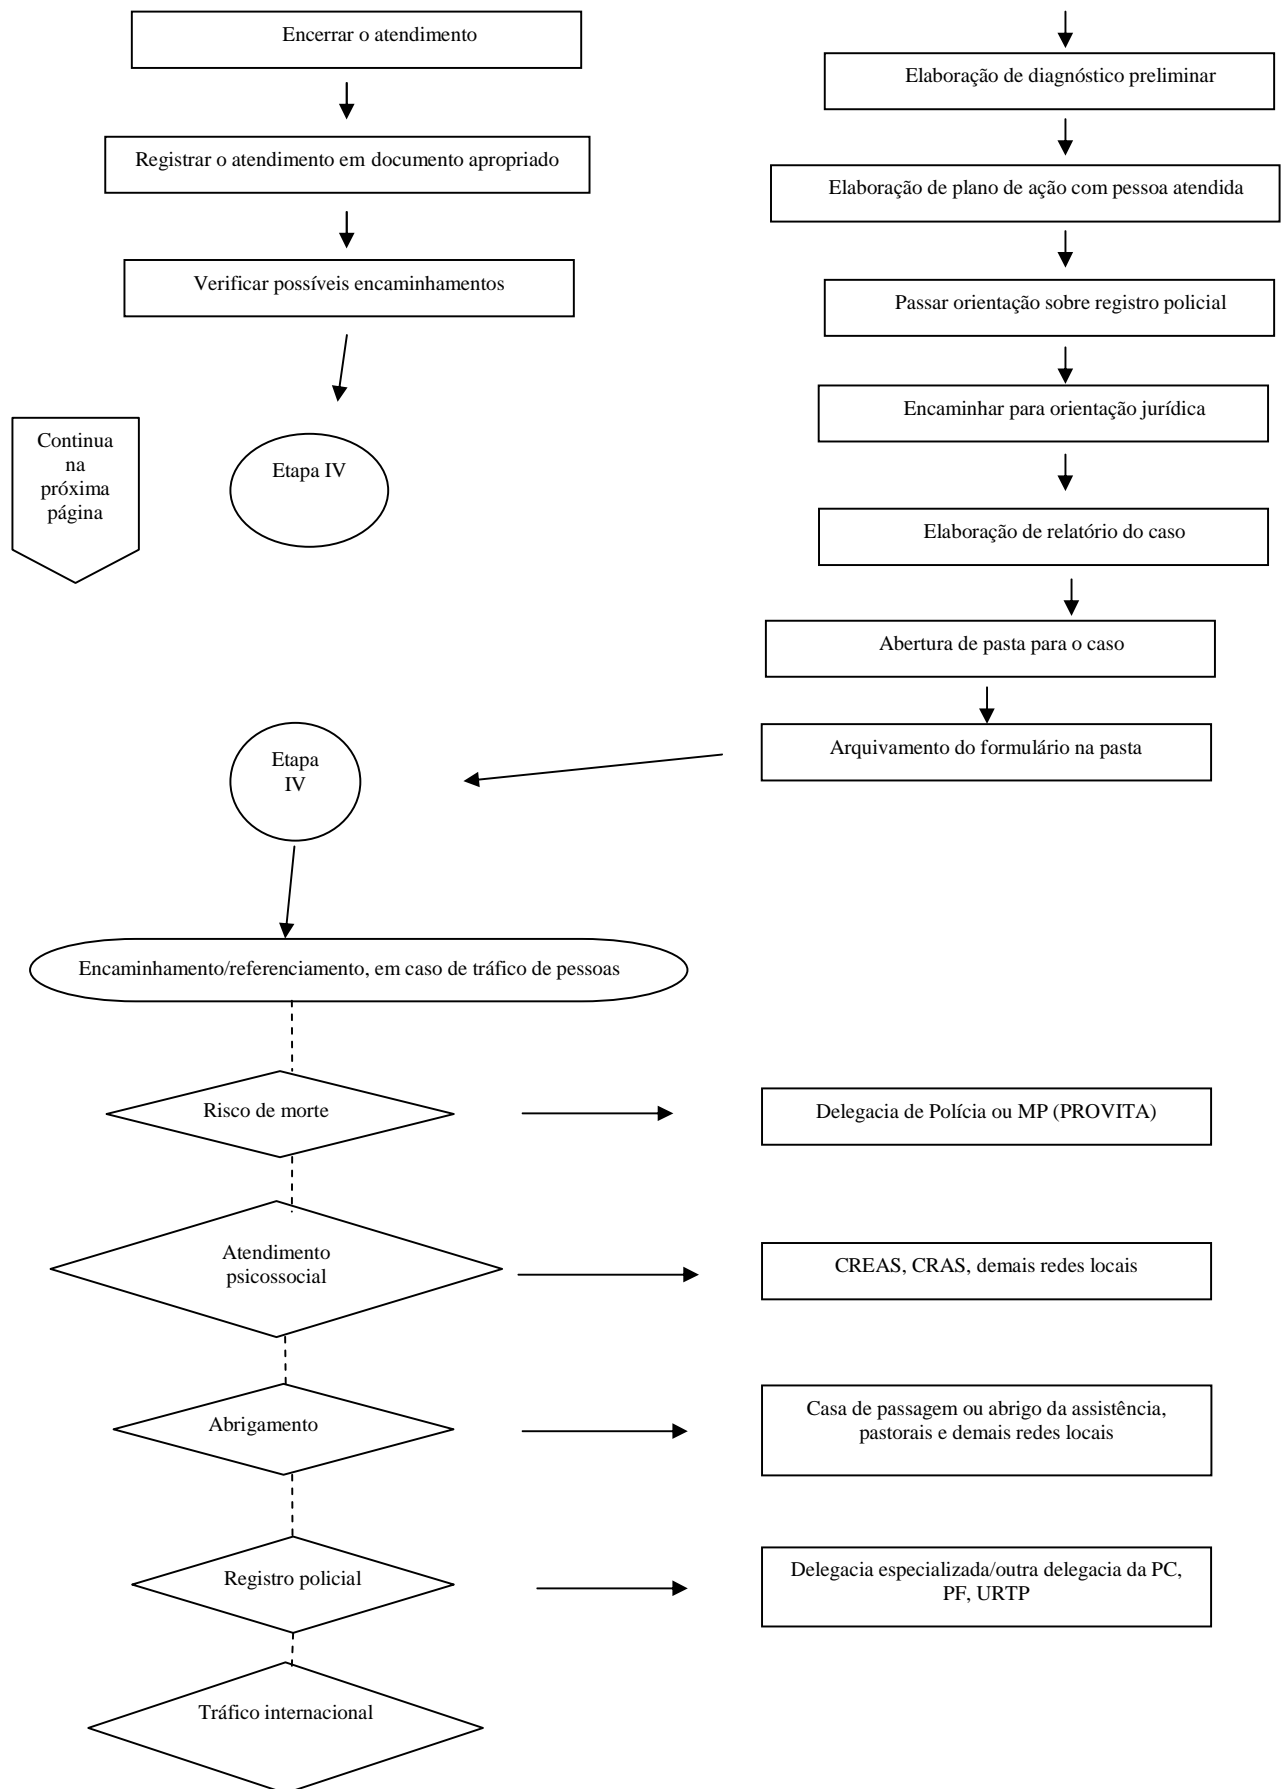 Encerrar o atendimento
Registrar o atendimento em documento apropriado
Verificar possíveis encaminhamentos
Continua
na
próxima
página
Etapa IV
Elaboração de diagnóstico preliminar
Elaboração de plano de ação com pessoa atendida
Passar orientação sobre registro policial
Encaminhar para orientação jurídica
Elaboração de relatório do caso
Abertura de pasta para o caso
Arquivamento do formulário na pasta
Etapa
IV
Encaminhamento/referenciamento, em caso de tráfico de pessoas
Risco de morte
Delegacia de Polícia ou MP (PROVITA)
Atendimento
psicossocial
CREAS, CRAS, demais redes locais
Abrigamento
Casa de passagem ou abrigo da assistência,
pastorais e demais redes locais
Registro policial
Delegacia especializada/outra delegacia da PC,
PF, URTP
Tráfico internacional